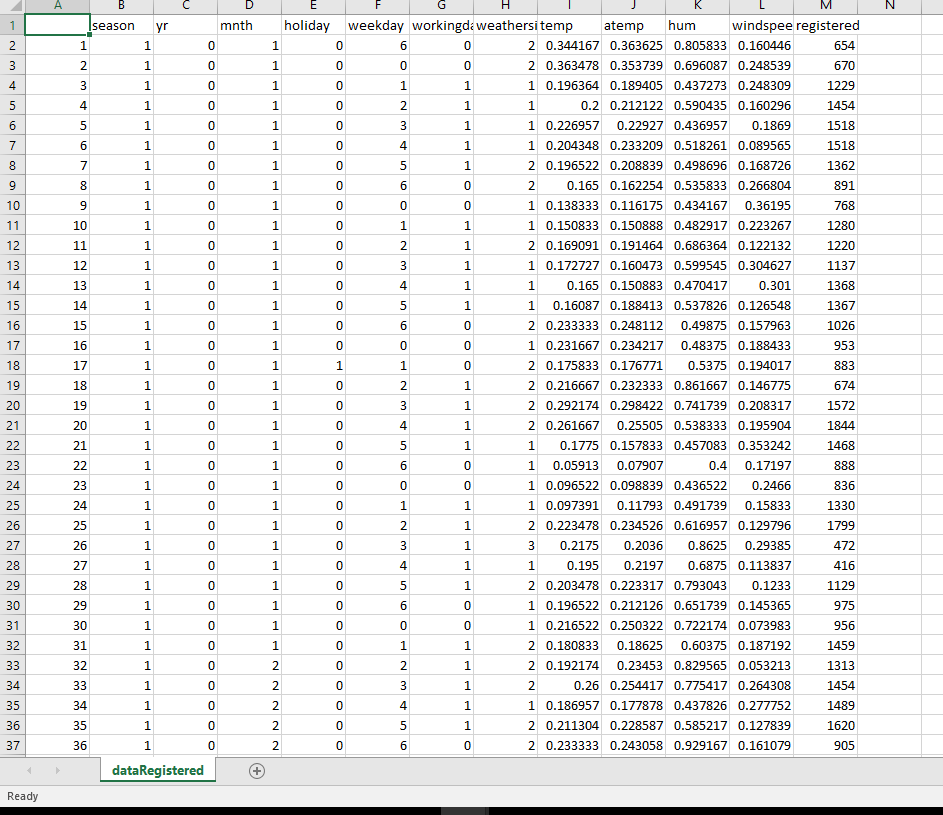 A B C D E F G H I J K L M N
1 season yr mnth holiday weekday workingda weathersi temp atemp hum windspee registered
2 1 1 0 1 0 6 0 2 0.344167 0.363625 0.805833 0.160446 654
3 2 1 0 1 0 0 0 2 0.363478 0.353739 0.696087 0.248539 670
4 3 1 0 1 0 1 1 1 0.196364 0.189405 0.437273 0.248309 1229
5 4 1 0 1 0 2 1 1 0.2 0.212122 0.590435 0.160296 1454
6 5 1 0 1 0 3 1 1 0.226957 0.22927 0.436957 0.1869 1518
7 6 1 0 1 0 4 1 1 0.204348 0.233209 0.518261 0.089565 1518
8 7 1 0 1 0 5 1 2 0.196522 0.208839 0.498696 0.168726 1362
9 8 1 0 1 0 6 0 2 0.165 0.162254 0.535833 0.266804 891
10 9 1 0 1 0 0 0 1 0.138333 0.116175 0.434167 0.36195 768
11 10 1 0 1 0 1 1 1 0.150833 0.150888 0.482917 0.223267 1280
12 11 1 0 1 0 2 1 2 0.169091 0.191464 0.686364 0.122132 1220
13 12 1 0 1 0 3 1 1 0.172727 0.160473 0.599545 0.304627 1137
14 13 1 0 1 0 4 1 1 0.165 0.150883 0.470417 0.301 1368
15 14 1 0 1 0 5 1 1 0.16087 0.188413 0.537826 0.126548 1367
16 15 1 0 1 0 6 0 2 0.233333 0.248112 0.49875 0.157963 1026
17 16 1 0 1 0 0 0 1 0.231667 0.234217 0.48375 0.188433 953
18 17 1 0 1 1 1 0 2 0.175833 0.176771 0.5375 0.194017 883
19 18 1 0 1 0 2 1 2 0.216667 0.232333 0.861667 0.146775 674
20 19 1 0 1 0 3 1 2 0.292174 0.298422 0.741739 0.208317 1572
21 20 1 0 1 0 4 1 2 0.261667 0.25505 0.538333 0.195904 1844
22 21 1 0 1 0 5 1 1 0.1775 0.157833 0.457083 0.353242 1468
23 22 1 0 1 0 6 0 1 0.05913 0.07907 0.4 0.17197 888
24 23 1 0 1 0 0 0 1 0.096522 0.098839 0.436522 0.2466 836
25 24 1 0 1 0 1 1 1 0.097391 0.11793 0.491739 0.15833 1330
26 25 1 0 1 0 2 1 2 0.223478 0.234526 0.616957 0.129796 1799
27 26 1 0 1 0 3 1 3 0.2175 0.2036 0.8625 0.29385 472
28 27 1 0 1 0 4 1 1 0.195 0.2197 0.6875 0.113837 416
29 28 1 0 1 0 5 1 2 0.203478 0.223317 0.793043 0.1233 1129
30 29 1 0 1 0 6 0 1 0.196522 0.212126 0.651739 0.145365 975
31 30 1 0 1 0 0 0 1 0.216522 0.250322 0.722174 0.073983 956
32 31 1 0 1 0 1 1 2 0.180833 0.18625 0.60375 0.187192 1459
33 32 1 0 2 0 2 1 2 0.192174 0.23453 0.829565 0.053213 1313
34 33 1 0 2 0 3 1 2 0.26 0.254417 0.775417 0.264308 1454
35 34 1 0 2 0 4 1 1 0.186957 0.177878 0.437826 0.277752 1489
36 35 1 0 2 0 5 1 2 0.211304 0.228587 0.585217 0.127839 1620
37 36 1 0 2 0 6 0 2 0.233333 0.243058 0.929167 0.161079 905
dataRegistered
Ready